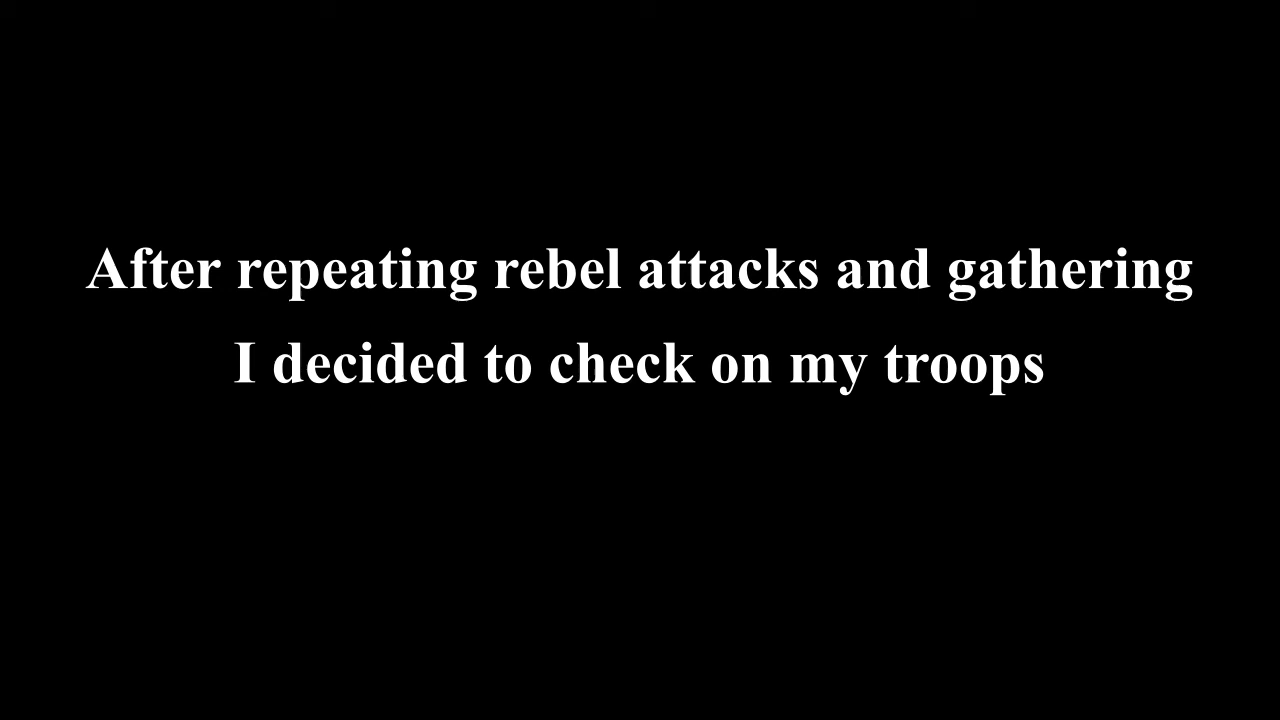 After repeating rebel attacks and gathering
I decided to check on my troops